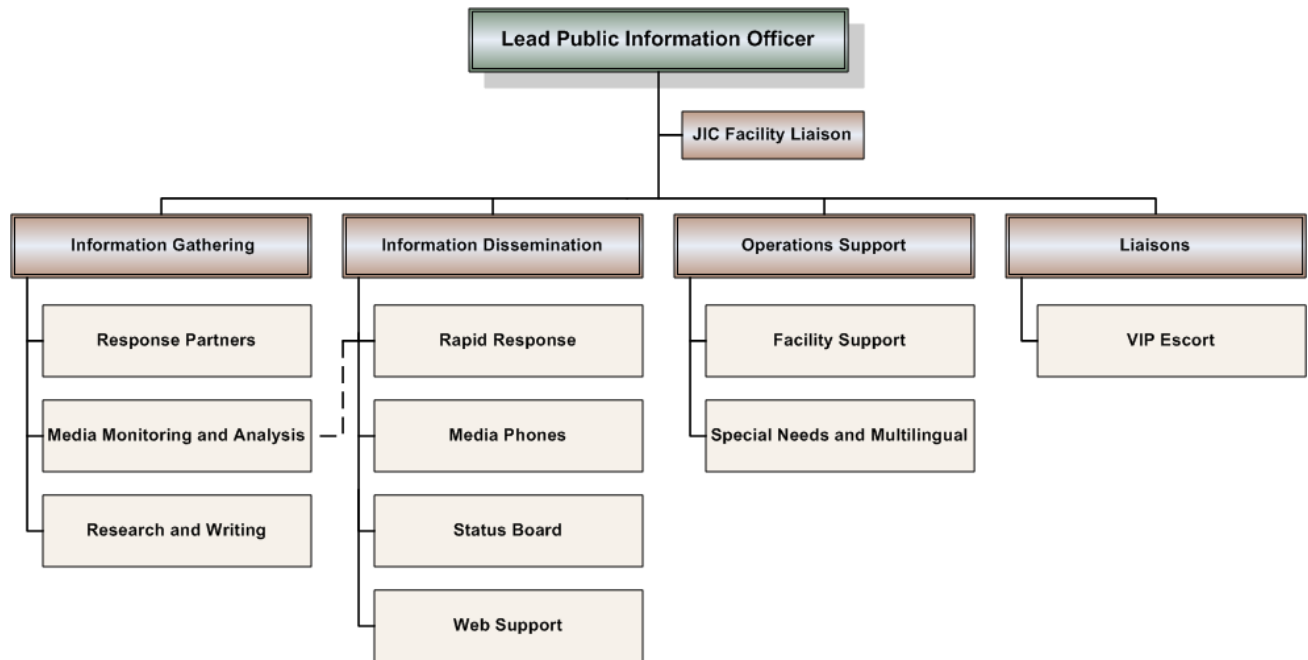 Lead Public Information Officer
JIC Facility Liaison
Information Gathering
Information Dissemination
Operations Support
Liaisons
Response Partners
Rapid Response
Facility Support
VIP Escort
Media Monitoring and Analysis
Media Phones
Special Needs and Multilingual
Research and Writing
Status Board
Web Support